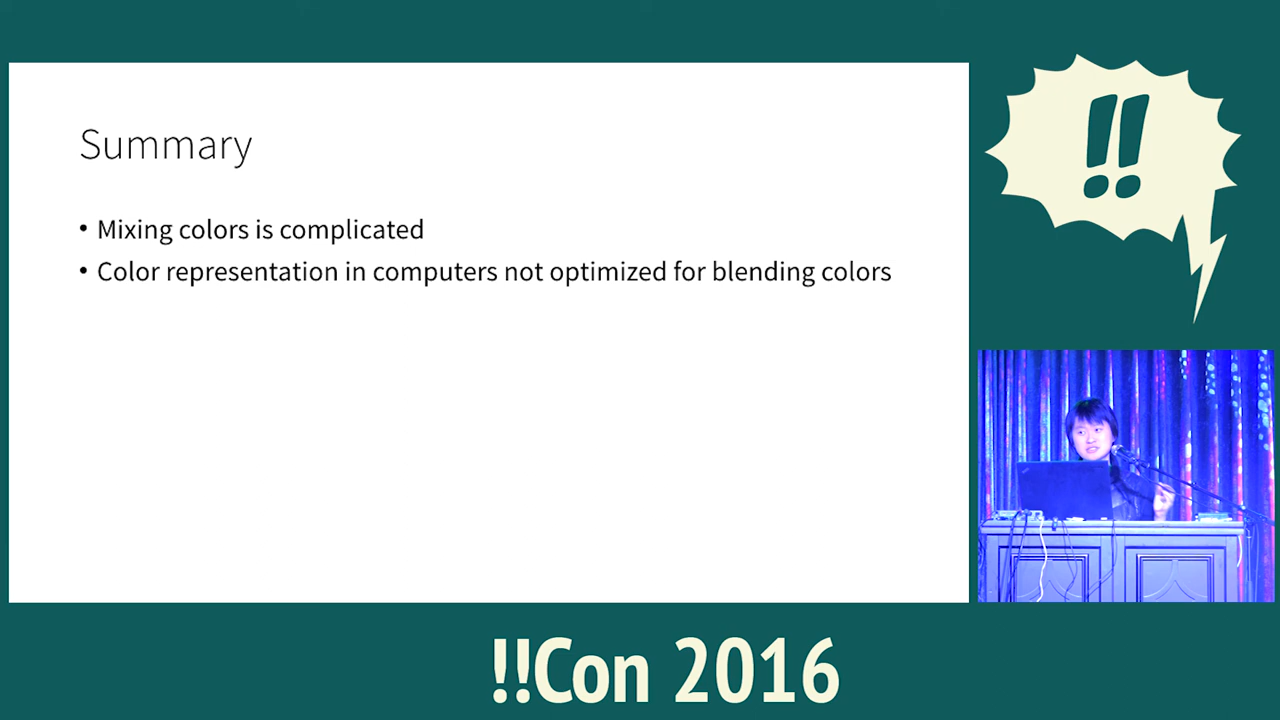 Summary
• Mixing colors is complicated
• Color representation in computers not optimized for blending colors
!!
!!Con 2016